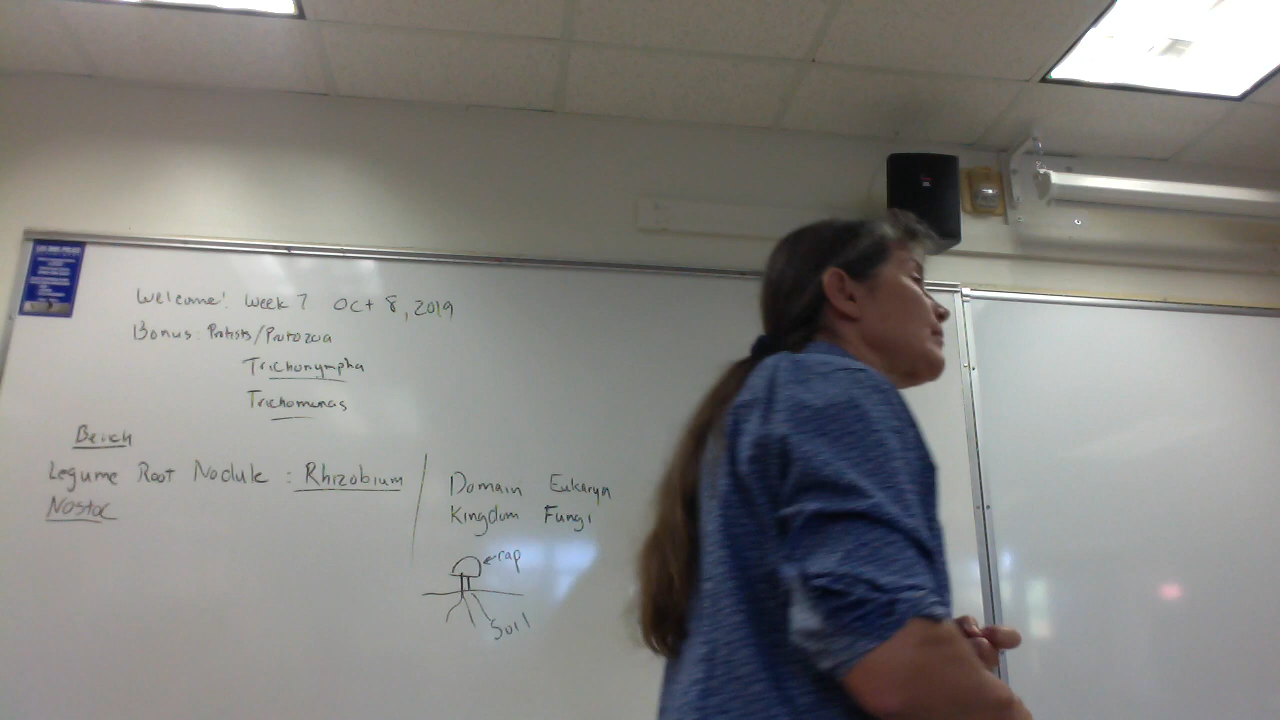 Welcome! Week 7 Oct 8, 2019
Bonus: Protists/Protozoa
Trichonympha
Trichomonas
Bench
Legume Root Nodule : Rhizobium
Nostoc
Domain Eukarya
Kingdom Fungi
cap
Soil